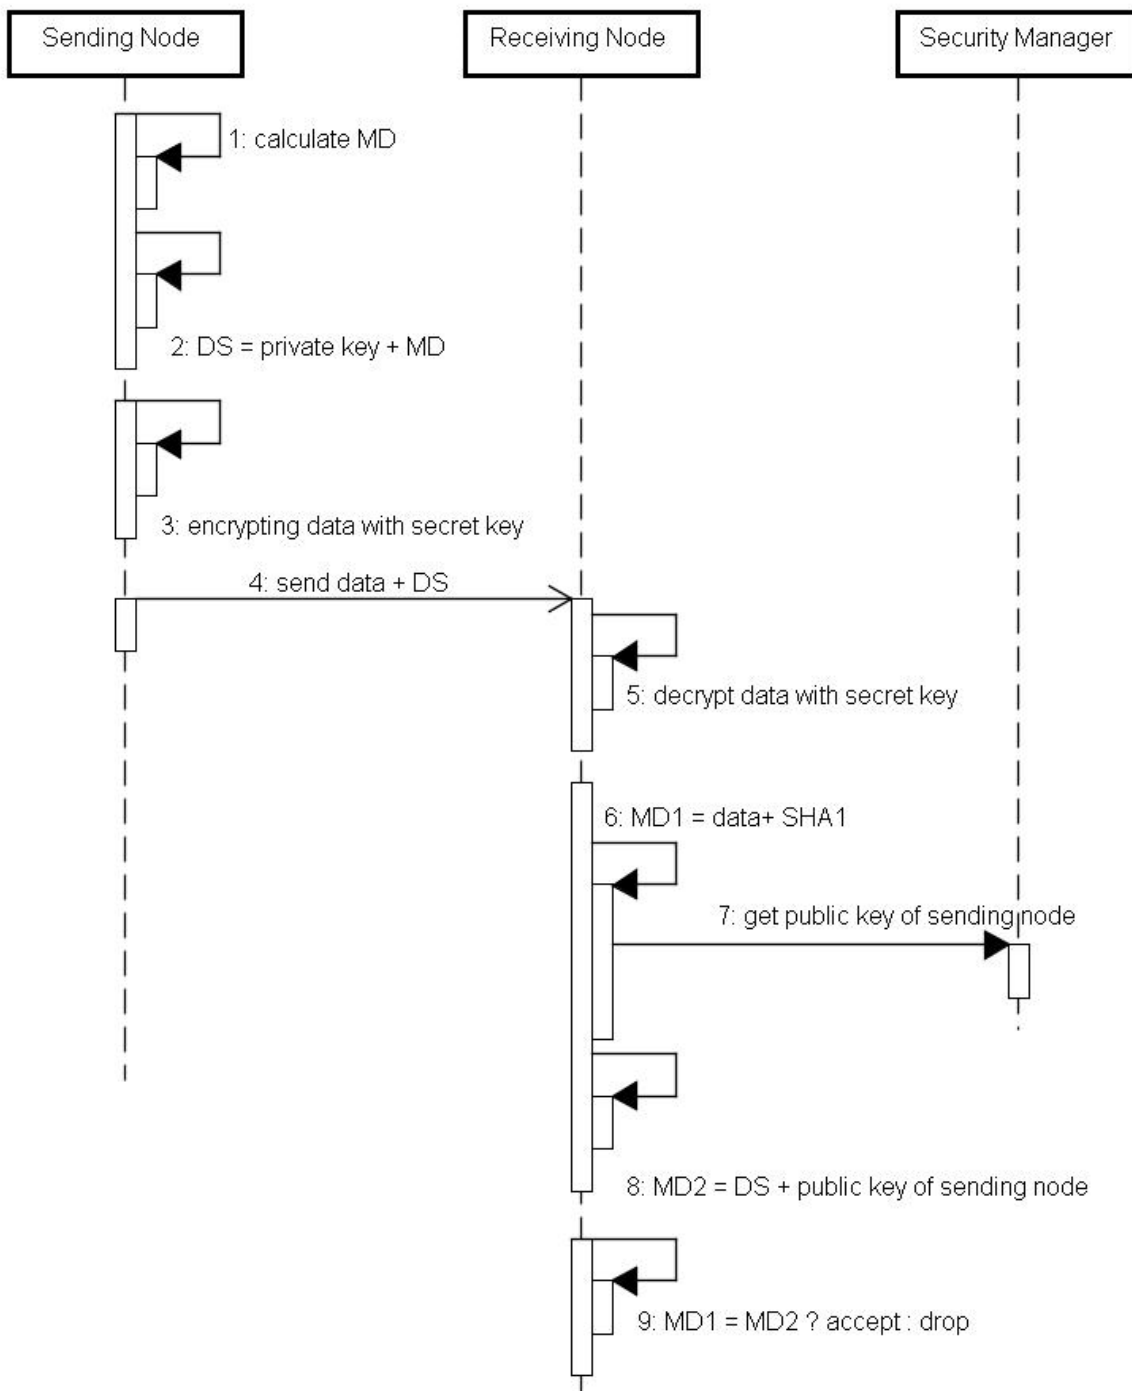 Sending Node
Receiving Node
Security Manager
1: calculate MD
2: DS = private key + MD
3: encrypting data with secret key
4: send data + DS
5: decrypt data with secret key
6: MD1 = data+ SHA1
7: get public key of sending node
8: MD2 = DS + public key of sending node
9: MD1 = MD2 ? accept : drop